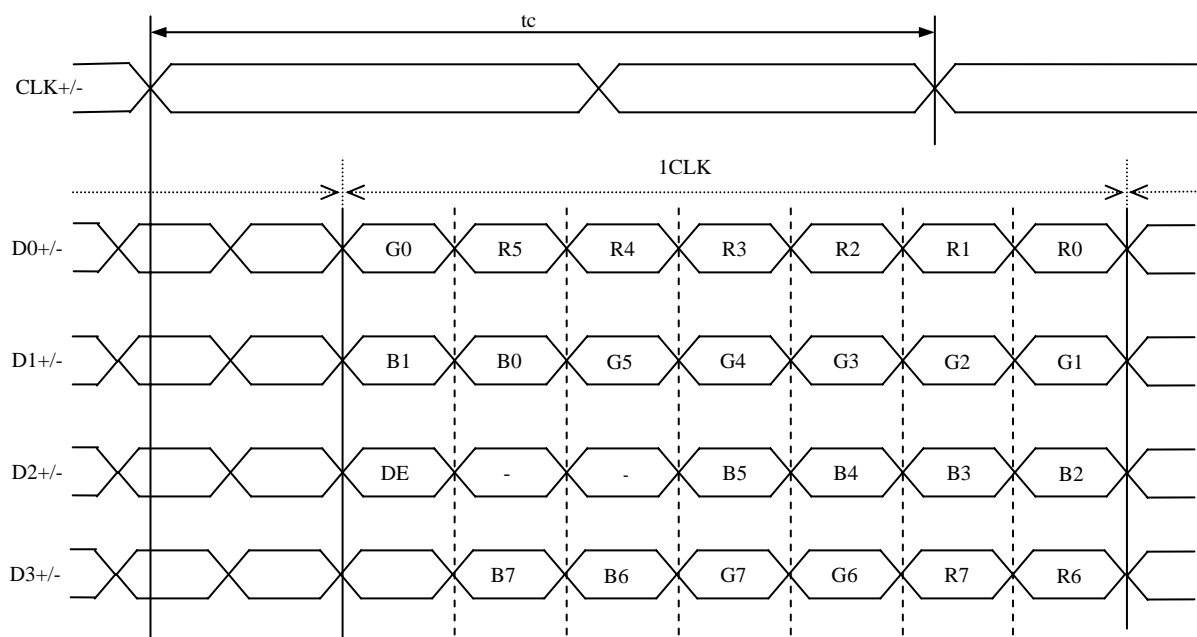 tc
CLK+/-
1CLK
D0+/- G0 R5 R4 R3 R2 R1 R0
D1+/- B1 B0 G5 G4 G3 G2 G1
D2+/- DE - - B5 B4 B3 B2
D3+/- B7 B6 G7 G6 R7 R6